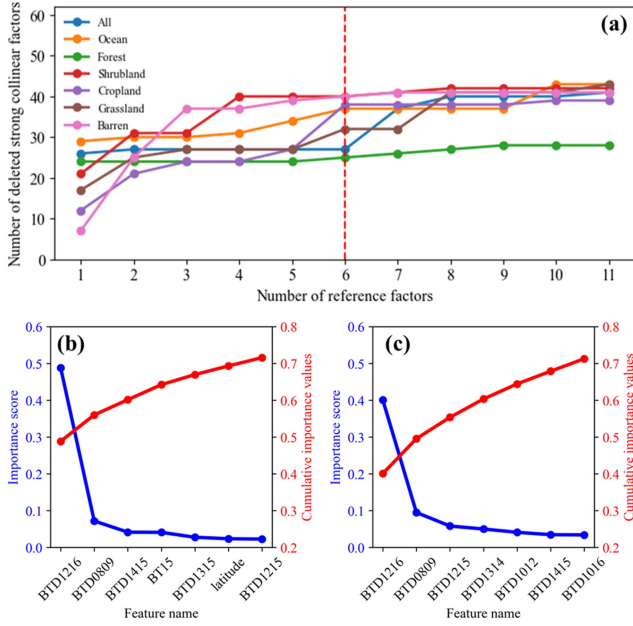 (a)
All
Ocean
Forest
Shrubland
Cropland
Grassland
Barren
Number of deleted strong collinear factors
60
50
40
30
20
10
0
1 2 3 4 5 6 7 8 9 10 11
Number of reference factors
(b)
Importance score
0.6
0.5
0.4
0.3
0.2
0.1
0.0
Cumulative importance values
0.8
0.7
0.6
0.5
0.4
0.3
0.2
BTD1216 BTD0809 BTD1415 BT15 BTD1315 latitude BTD1215
Feature name
(c)
Importance score
0.6
0.5
0.4
0.3
0.2
0.1
0.0
Cumulative importance values
0.8
0.7
0.6
0.5
0.4
0.3
0.2
BTD1216 BTD0809 BTD1215 BTD1314 BTD1012 BTD1415 BTD1016
Feature name